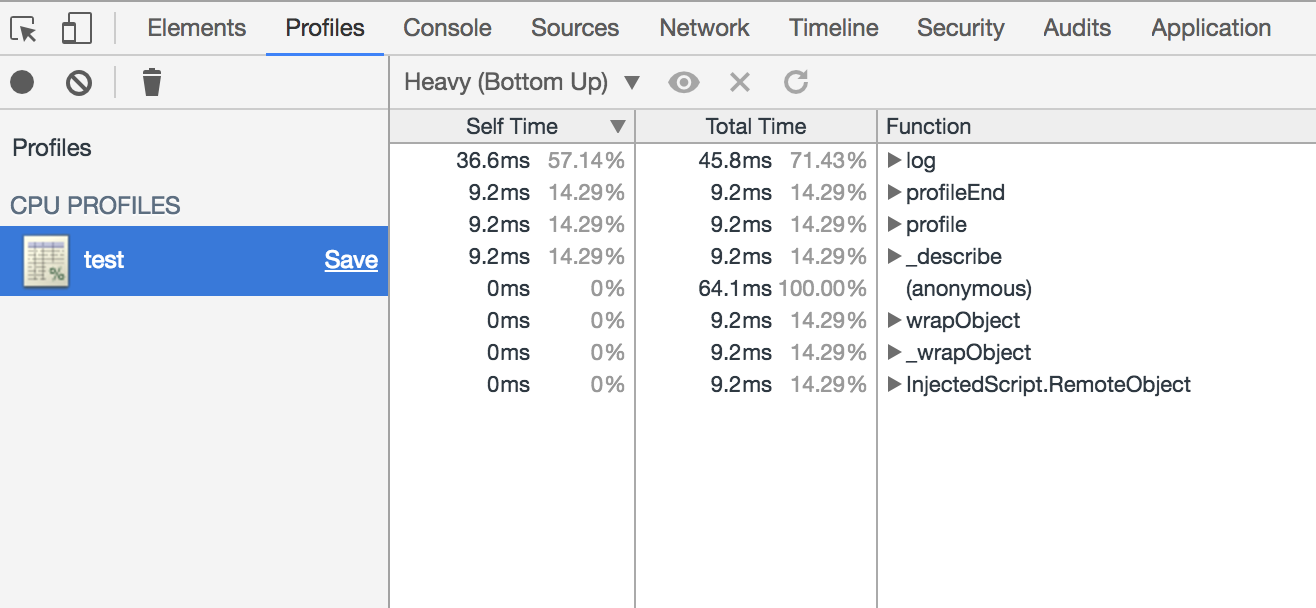 Elements Profiles Console Sources Network Timeline Security Audits Application
Heavy (Bottom Up)
Profiles
CPU PROFILES
test Save
Self Time Total Time Function
36.6ms 57.14% 45.8ms 71.43% log
9.2ms 14.29% 9.2ms 14.29% profileEnd
9.2ms 14.29% 9.2ms 14.29% profile
9.2ms 14.29% 9.2ms 14.29% _describe
0ms 0% 64.1ms 100.00% (anonymous)
0ms 0% 9.2ms 14.29% wrapObject
0ms 0% 9.2ms 14.29% _wrapObject
0ms 0% 9.2ms 14.29% InjectedScript.RemoteObject